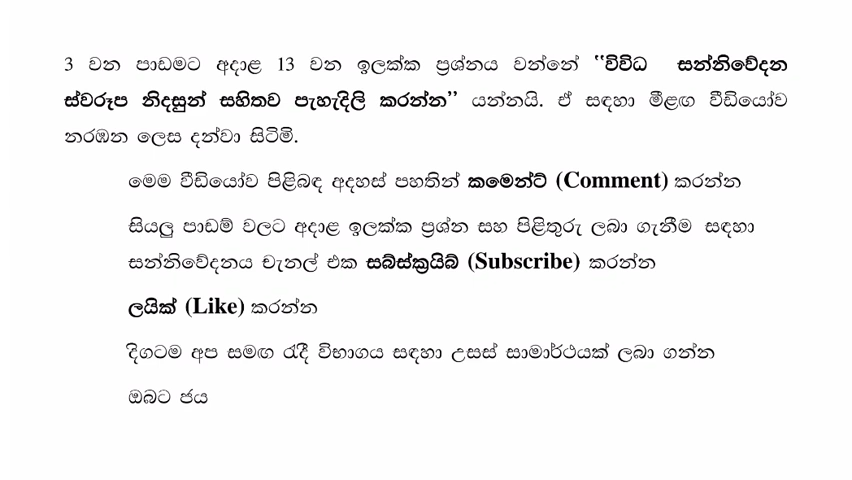 3 වන පාඩමට අදාළ 13 වන ඉලක්ක ප්‍රශ්නය වන්නේ “විවිධ සන්නිවේදන
ස්වරූප නිදසුන් සහිතව පැහැදිලි කරන්න” යන්නයි. ඒ සඳහා මීළඟ වීඩියෝව
නරඹන ලෙස දන්වා සිටිමි.
මෙම වීඩියෝව පිළිබඳ අදහස් පහතින් කමෙන්ට් (Comment) කරන්න
සියලු පාඩම් වලට අදාළ ඉලක්ක ප්‍රශ්න සහ පිළිතුරු ලබා ගැනීම සඳහා
සන්නිවේදනය චැනල් එක සබ්ස්ක්‍රයිබ් (Subscribe) කරන්න
ලයික් (Like) කරන්න
දිගටම අප සමඟ රැදී විභාගය සඳහා උසස් සාමාර්ථයක් ලබා ගන්න
ඔබට ජය